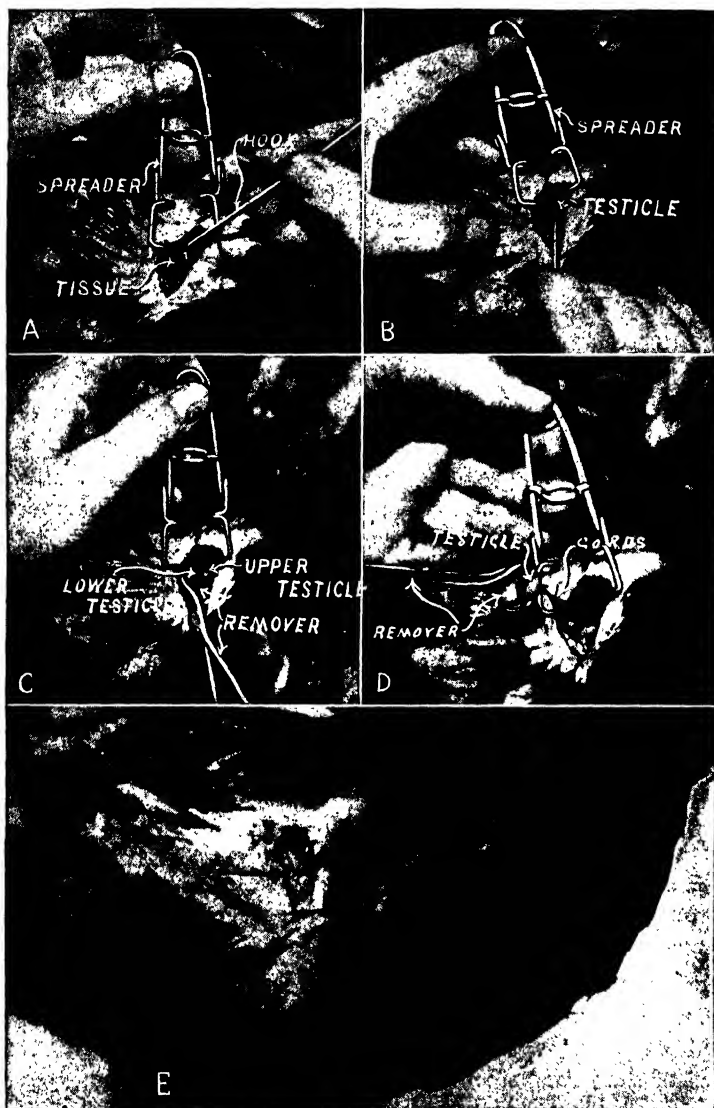 HOOK
SPREADER
TISSUE
A
SPREADER
TESTICLE
B
LOWER
TESTICLE
UPPER
TESTICLE
REMOVER
C
TESTICLE
CORDS
REMOVER
D
E